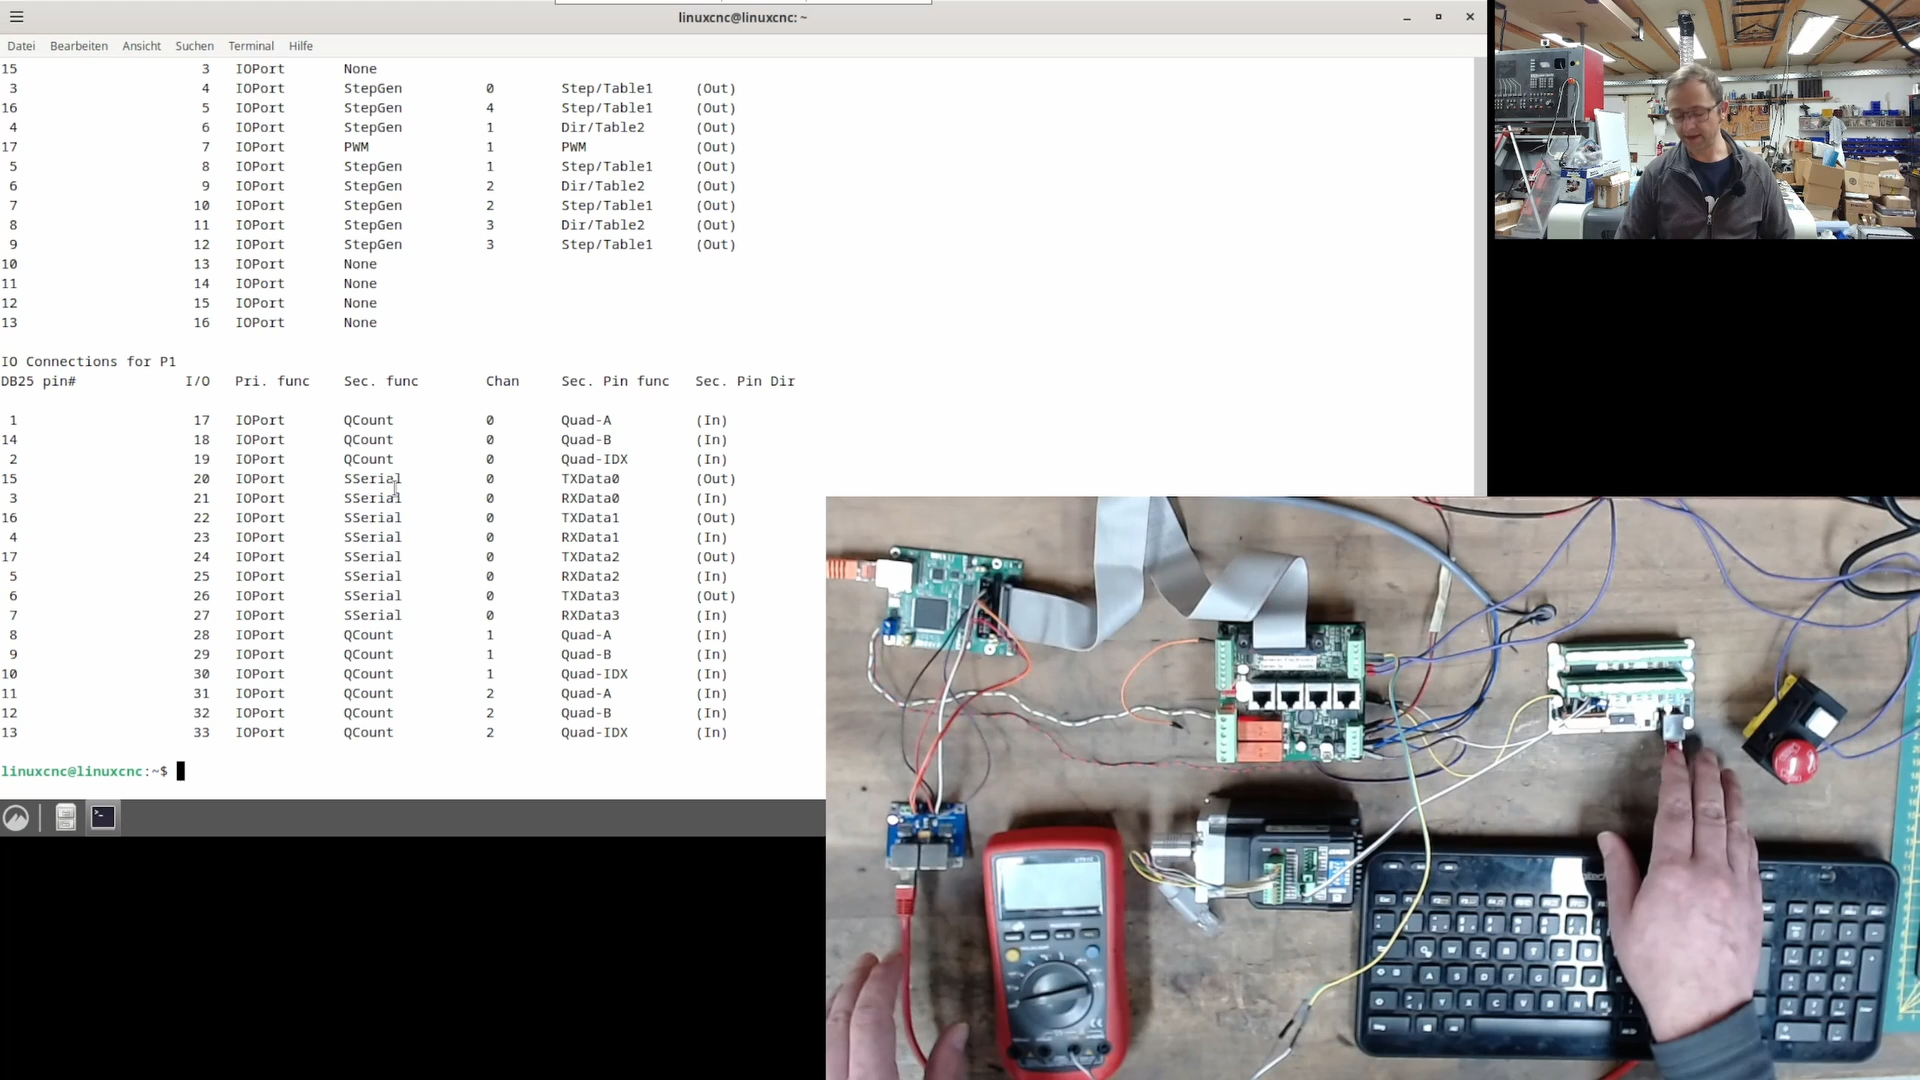 linuxcnc@linuxcnc: ~
Datei Bearbeiten Ansicht Suchen Terminal Hilfe
15 3 IOPort None
3 4 IOPort StepGen 0 Step/Table1 (Out)
16 5 IOPort StepGen 4 Step/Table1 (Out)
4 6 IOPort StepGen 1 Dir/Table2 (Out)
17 7 IOPort PWM 1 PWM (Out)
5 8 IOPort StepGen 1 Step/Table1 (Out)
6 9 IOPort StepGen 2 Dir/Table2 (Out)
7 10 IOPort StepGen 2 Step/Table1 (Out)
8 11 IOPort StepGen 3 Dir/Table2 (Out)
9 12 IOPort StepGen 3 Step/Table1 (Out)
10 13 IOPort None
11 14 IOPort None
12 15 IOPort None
13 16 IOPort None
IO Connections for P1
DB25 pin# I/O Pri. func Sec. func Chan Sec. Pin func Sec. Pin Dir
1 17 IOPort QCount 0 Quad-A (In)
14 18 IOPort QCount 0 Quad-B (In)
2 19 IOPort QCount 0 Quad-IDX (In)
15 20 IOPort SSerial 0 TXData0 (Out)
3 21 IOPort SSerial 0 RXData0 (In)
16 22 IOPort SSerial 0 TXData1 (Out)
4 23 IOPort SSerial 0 RXData1 (In)
17 24 IOPort SSerial 0 TXData2 (Out)
5 25 IOPort SSerial 0 RXData2 (In)
6 26 IOPort SSerial 0 TXData3 (Out)
7 27 IOPort SSerial 0 RXData3 (In)
8 28 IOPort QCount 1 Quad-A (In)
9 29 IOPort QCount 1 Quad-B (In)
10 30 IOPort QCount 1 Quad-IDX (In)
11 31 IOPort QCount 2 Quad-A (In)
12 32 IOPort QCount 2 Quad-B (In)
13 33 IOPort QCount 2 Quad-IDX (In)
linuxcnc@linuxcnc:~$